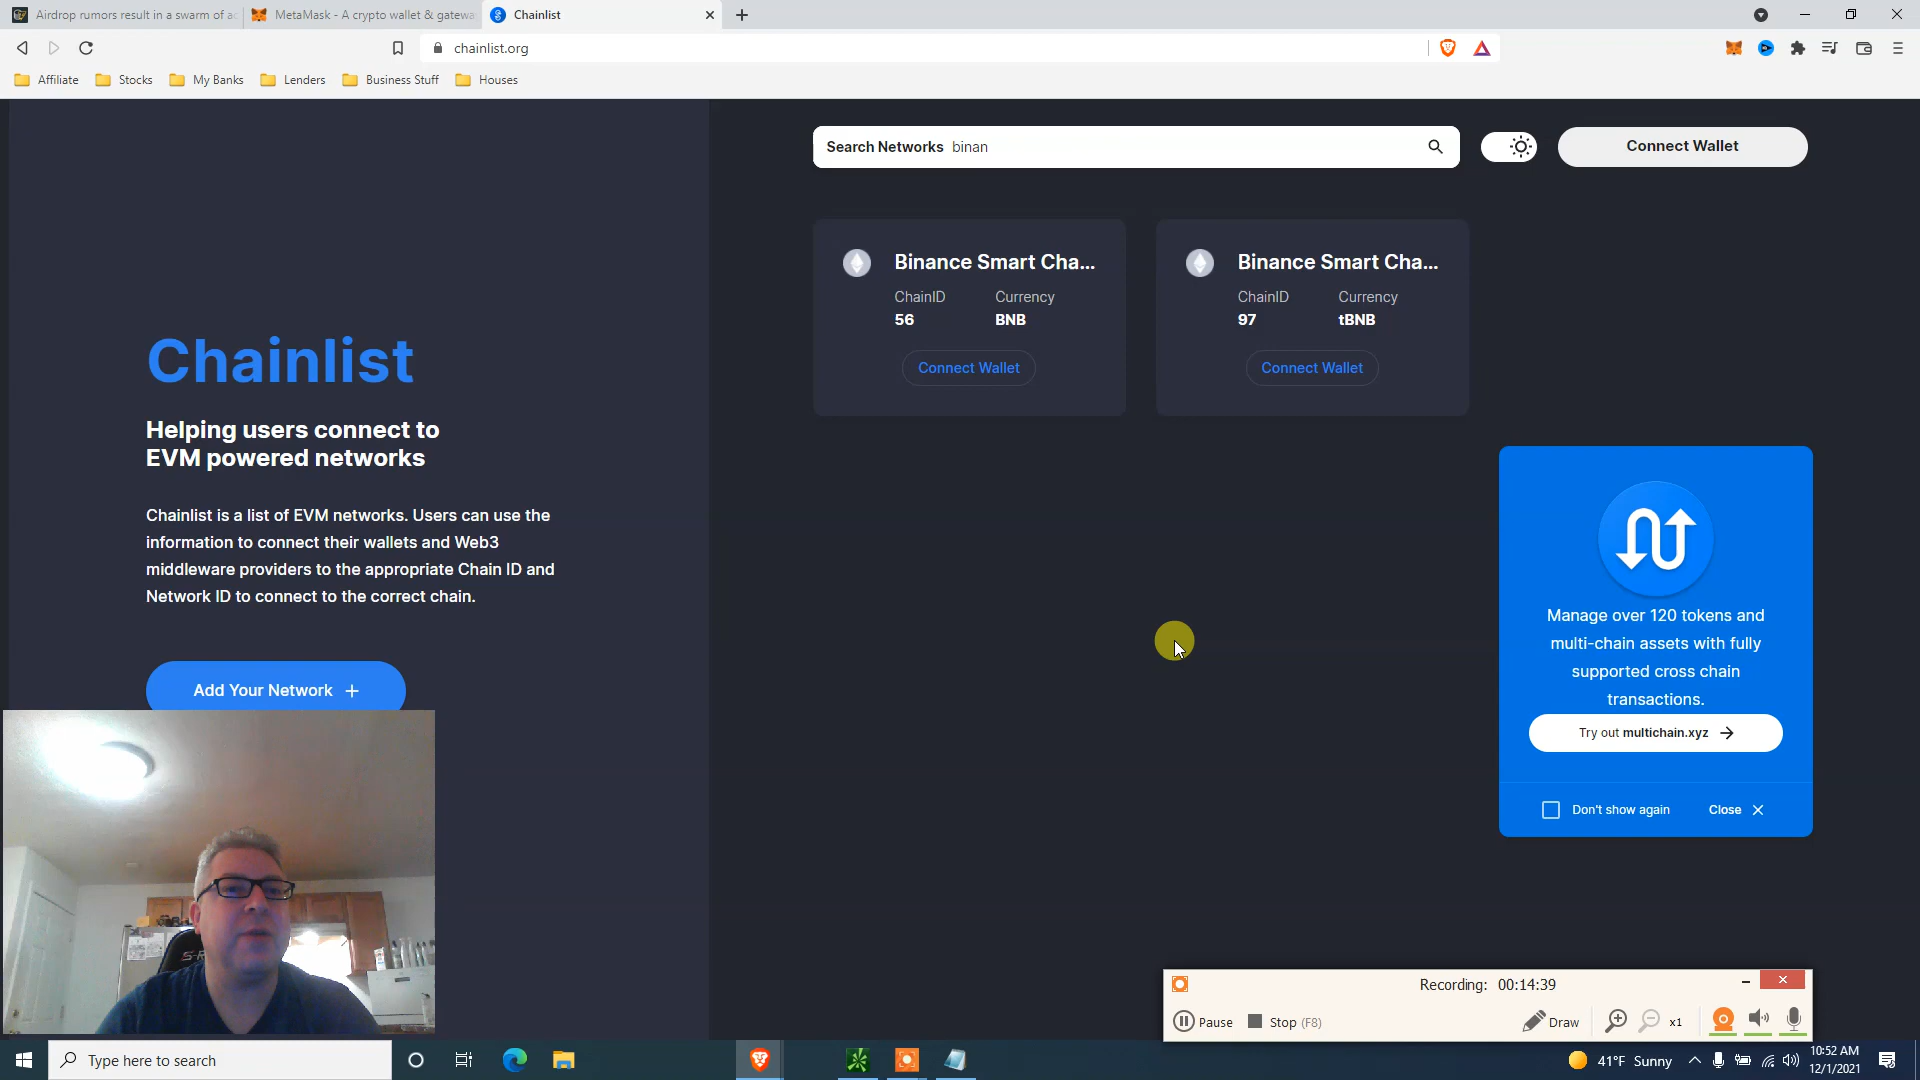 Airdrop rumors result in a swarm of ac
MetaMask - A crypto wallet & gatewa
Chainlist
chainlist.org
Affiliate
Stocks
My Banks
Lenders
Business Stuff
Houses
Search Networks binan
Connect Wallet
Binance Smart Cha...
ChainID
Currency
56
BNB
Connect Wallet
Binance Smart Cha...
ChainID
Currency
97
tBNB
Connect Wallet
Chainlist
Helping users connect to
EVM powered networks
Chainlist is a list of EVM networks. Users can use the
information to connect their wallets and Web3
middleware providers to the appropriate Chain ID and
Network ID to connect to the correct chain.
Add Your Network +
Manage over 120 tokens and
multi-chain assets with fully
supported cross chain
transactions.
Try out multichain.xyz
Don't show again
Close
Recording: 00:14:39
Pause
Stop (F8)
Draw
x1
Type here to search
41°F Sunny
10:52 AM
12/1/2021